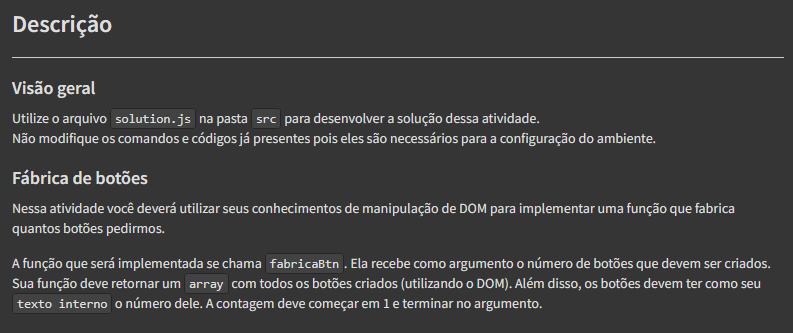 Descrição
Visão geral
Utilize o arquivo solution.js na pasta src para desenvolver a solução dessa atividade.
Não modifique os comandos e códigos já presentes pois eles são necessários para a configuração do ambiente.
Fábrica de botões
Nessa atividade você deverá utilizar seus conhecimentos de manipulação de DOM para implementar uma função que fabrica
quantos botões pedirmos.
A função que será implementada se chama fabricaBtn. Ela recebe como argumento o número de botões que devem ser criados.
Sua função deve retornar um array com todos os botões criados (utilizando o DOM). Além disso, os botões devem ter como seu
texto interno o número dele. A contagem deve começar em 1 e terminar no argumento.